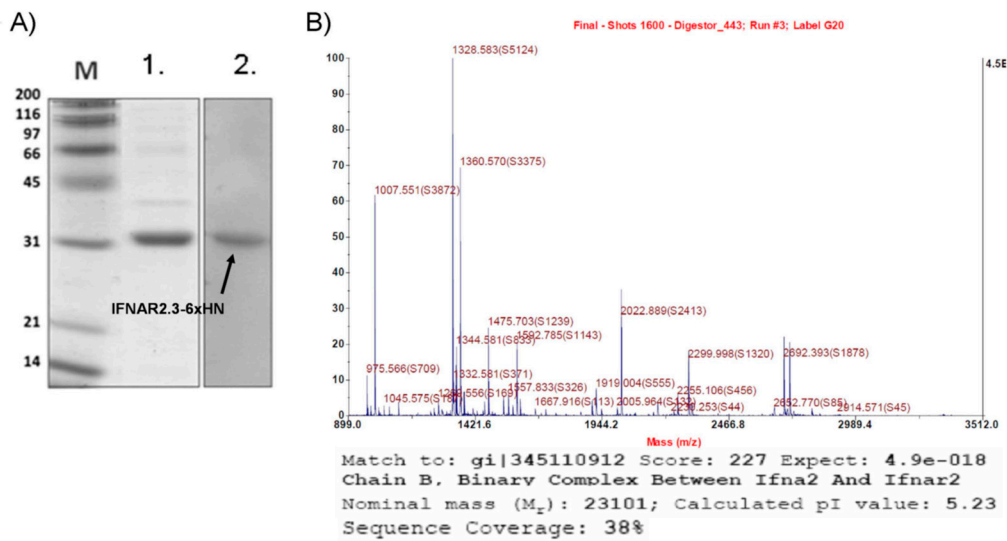 A)
B)
M
1.
2.
200
116
97
66
45
31
21
14
IFNAR2.3-6xHN
Final - Shots 1600 - Digestor_443; Run #3; Label G20
4.5E
100
90
80
70
60
50
40
30
20
10
0
1328.583(S5124)
1360.570(S3375)
1007.551(S3872)
2022.889(S2413)
1475.703(S1239)
1592.785(S1143)
1344.581(S833)
2299.998(S1320)
2692.393(S1878)
975.566(S709)
1332.581(S371)
1919.004(S555)
2255.106(S456)
1557.833(S326)
1667.916(S113)
2005.964(S132)
2239.253(S44)
2652.770(S85)
2914.571(S45)
899.0
1421.6
1944.2
2466.8
2989.4
3512.0
Mass (m/z)
Match to: gi|345110912 Score: 227 Expect: 4.9e-018
Chain B, Binary Complex Between Ifna2 And Ifnar2
Nominal mass (Mr): 23101; Calculated pI value: 5.23
Sequence Coverage: 38%